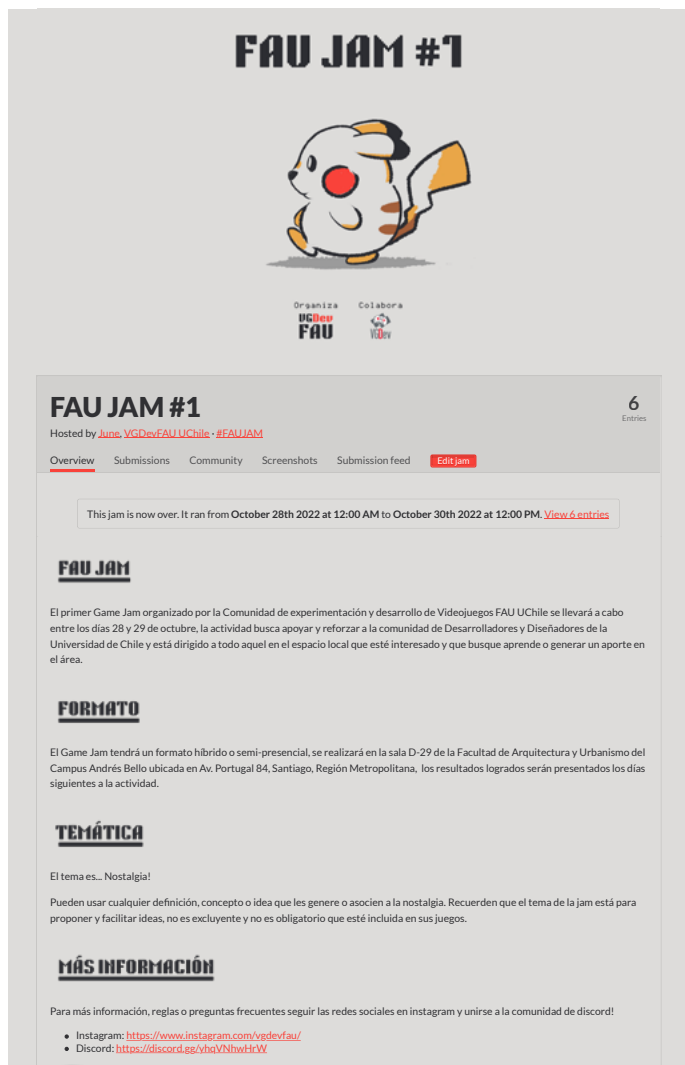 FAU JAM #1
Organiza Colabora
VGDev VGDev
FAU
FAU JAM #1
6
Entries
Hosted by June, VGDevFAU UChile · #FAUJAM
Overview Submissions Community Screenshots Submission feed Edit jam
This jam is now over. It ran from October 28th 2022 at 12:00 AM to October 30th 2022 at 12:00 PM. View 6 entries
FAU JAM
El primer Game Jam organizado por la Comunidad de experimentación y desarrollo de Videojuegos FAU UChile se llevará a cabo
entre los días 28 y 29 de octubre, la actividad busca apoyar y reforzar a la comunidad de Desarrolladores y Diseñadores de la
Universidad de Chile y está dirigido a todo aquel en el espacio local que esté interesado y que busque aprende o generar un aporte en
el área.
FORMATO
El Game Jam tendrá un formato híbrido o semi-presencial, se realizará en la sala D-29 de la Facultad de Arquitectura y Urbanismo del
Campus Andrés Bello ubicada en Av. Portugal 84, Santiago, Región Metropolitana, los resultados logrados serán presentados los días
siguientes a la actividad.
TEMÁTICA
El tema es... Nostalgia!
Pueden usar cualquier definición, concepto o idea que les genere o asocien a la nostalgia. Recuerden que el tema de la jam está para
proponer y facilitar ideas, no es excluyente y no es obligatorio que esté incluida en sus juegos.
MÁS INFORMACIÓN
Para más información, reglas o preguntas frecuentes seguir las redes sociales en instagram y unirse a la comunidad de discord!
• Instagram: https://www.instagram.com/vgdevfau/
• Discord: https://discord.gg/yhqVNhwHrW